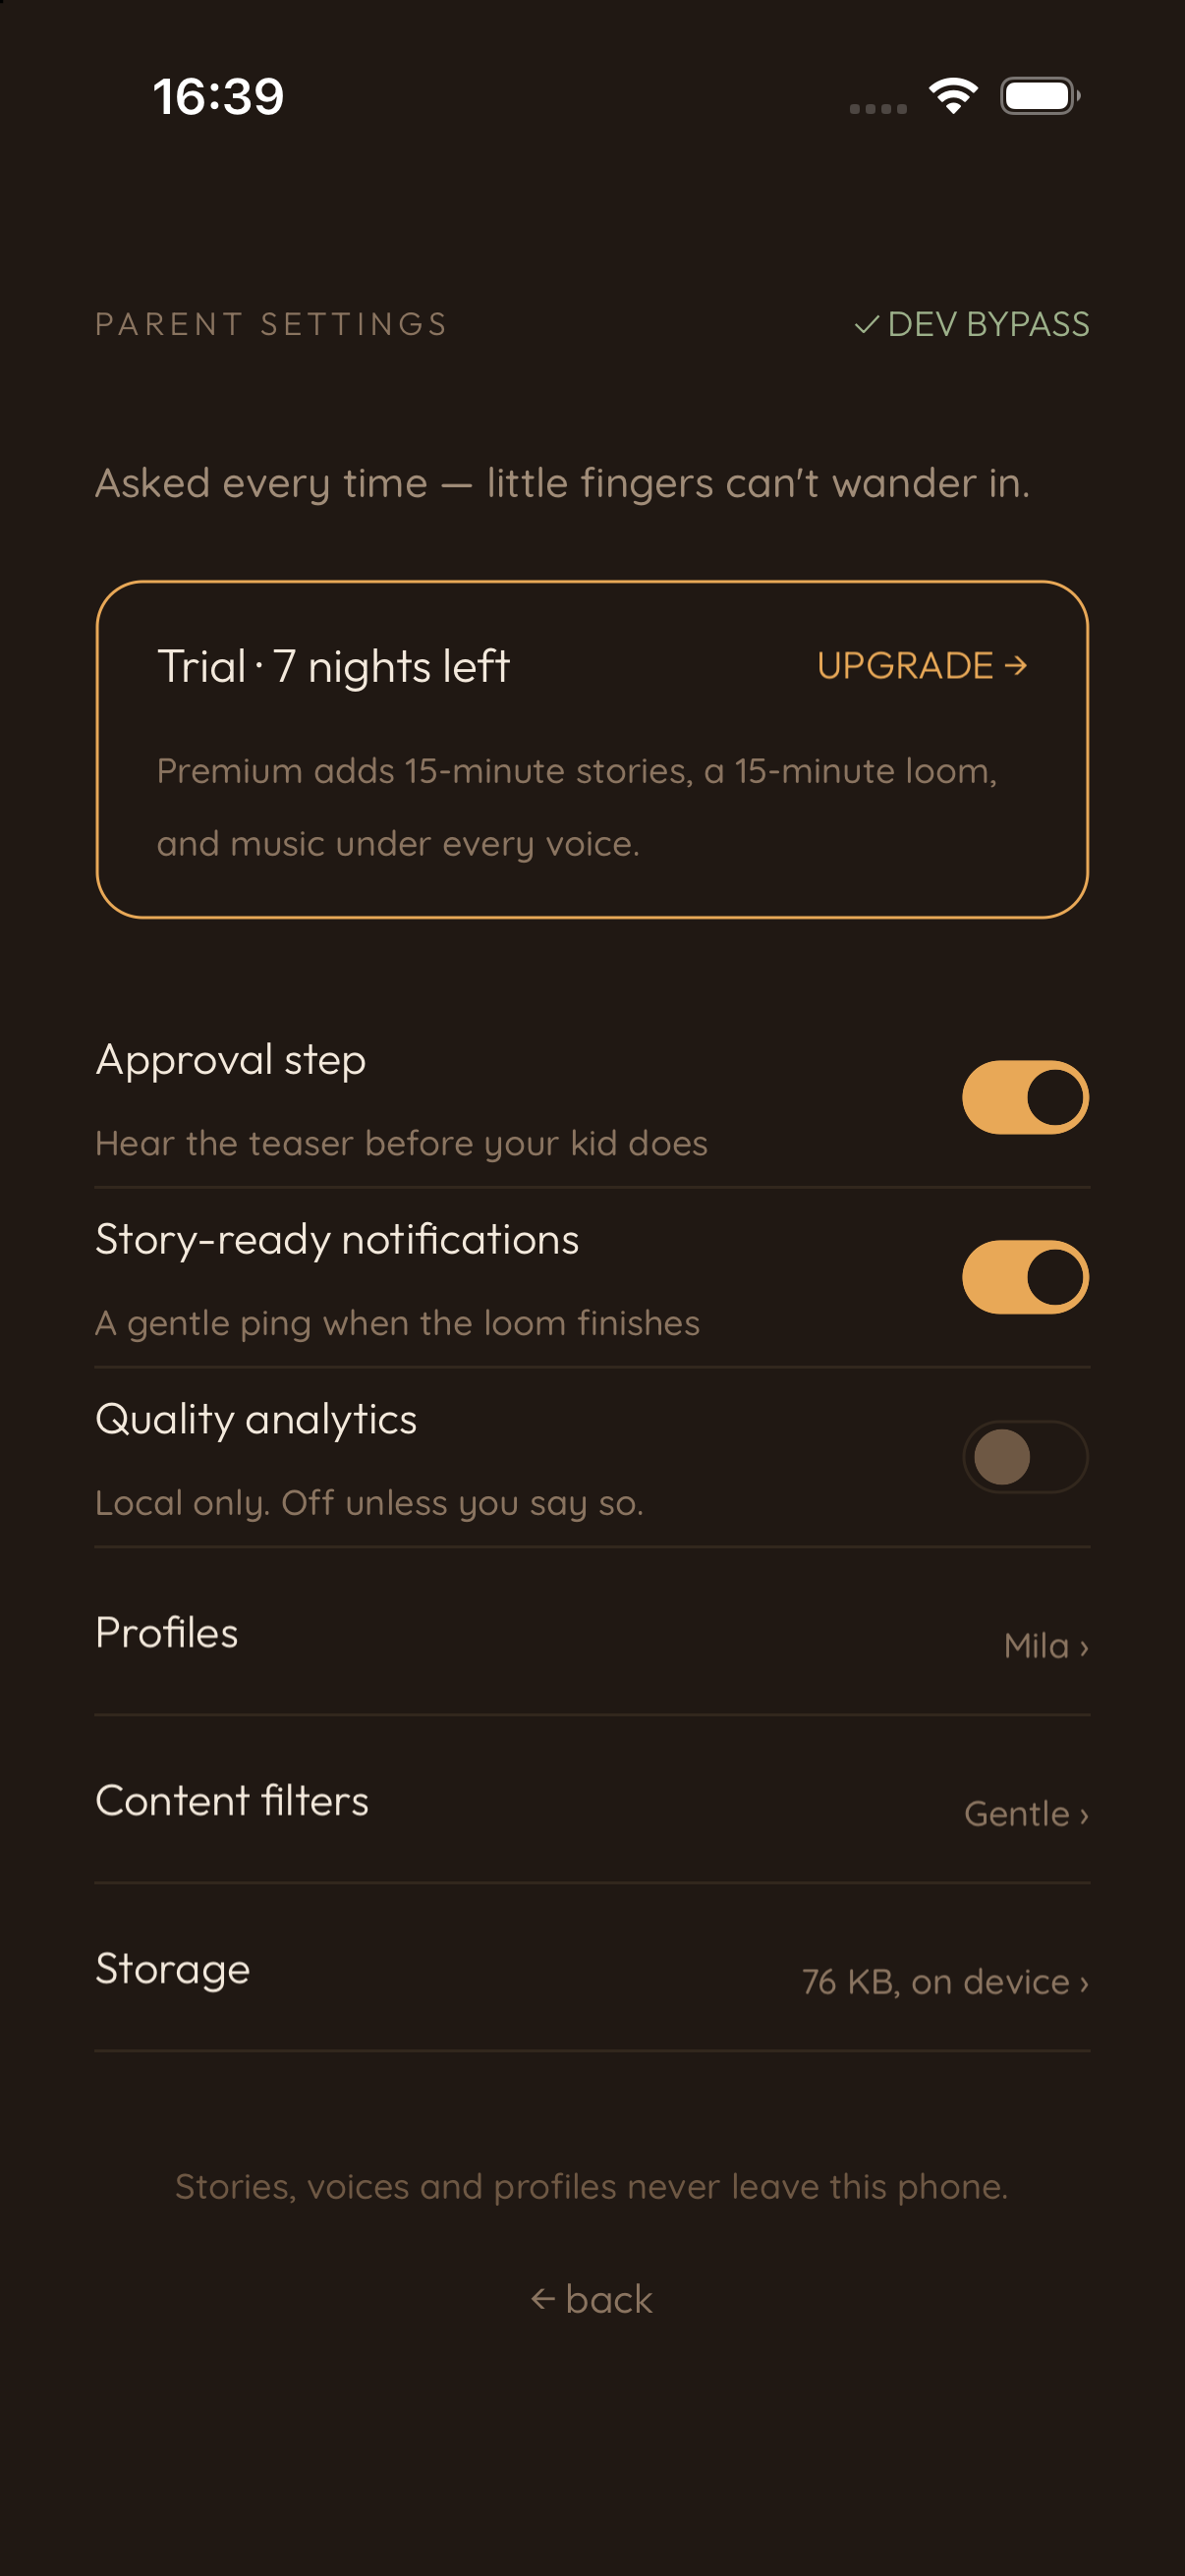 16:39
PARENT SETTINGS
✓ DEV BYPASS
Asked every time — little fingers can't wander in.
Trial · 7 nights left
UPGRADE →
Premium adds 15-minute stories, a 15-minute loom,
and music under every voice.
Approval step
Hear the teaser before your kid does
Story-ready notifications
A gentle ping when the loom finishes
Quality analytics
Local only. Off unless you say so.
Profiles
Mila ›
Content filters
Gentle ›
Storage
76 KB, on device ›
Stories, voices and profiles never leave this phone.
← back